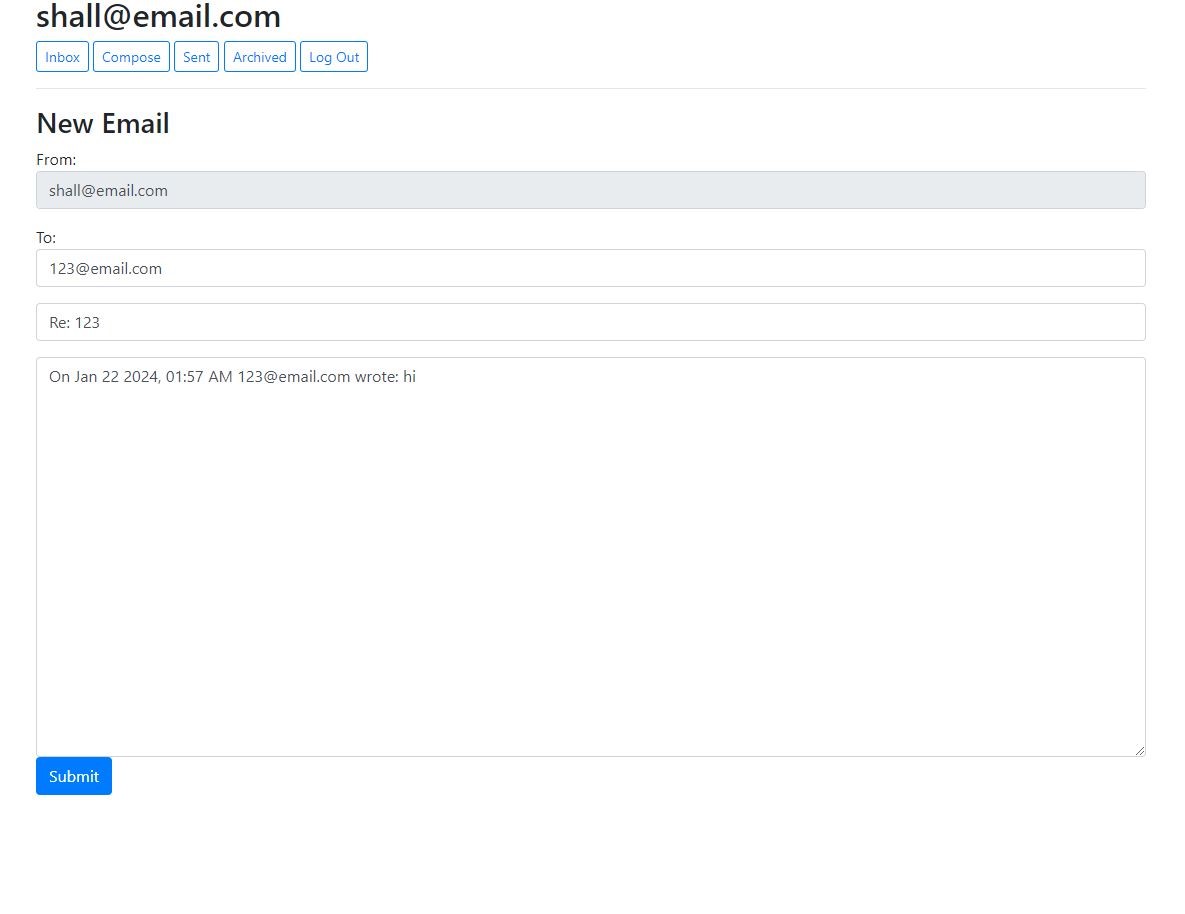 shall@email.com
Inbox Compose Sent Archived Log Out
New Email
From:
shall@email.com
To:
123@email.com
Re: 123
On Jan 22 2024, 01:57 AM 123@email.com wrote: hi
Submit